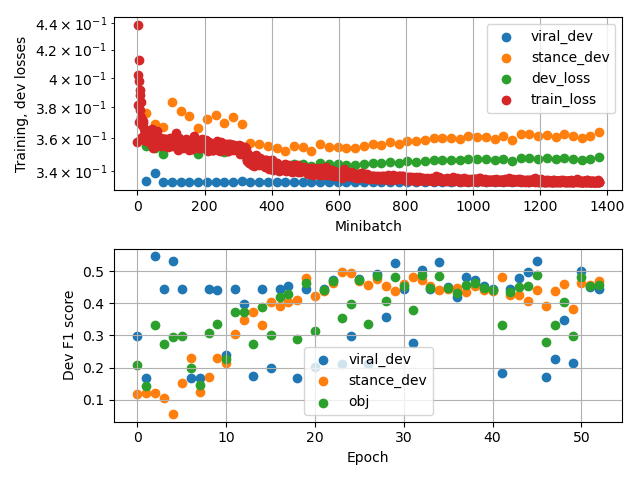 4.4 × 10⁻¹
4.2 × 10⁻¹
4 × 10⁻¹
3.8 × 10⁻¹
3.6 × 10⁻¹
3.4 × 10⁻¹
Training, dev losses
viral_dev
stance_dev
dev_loss
train_loss
0 200 400 600 800 1000 1200 1400
Minibatch
0.5
0.4
0.3
0.2
0.1
Dev F1 score
viral_dev
stance_dev
obj
0 10 20 30 40 50
Epoch